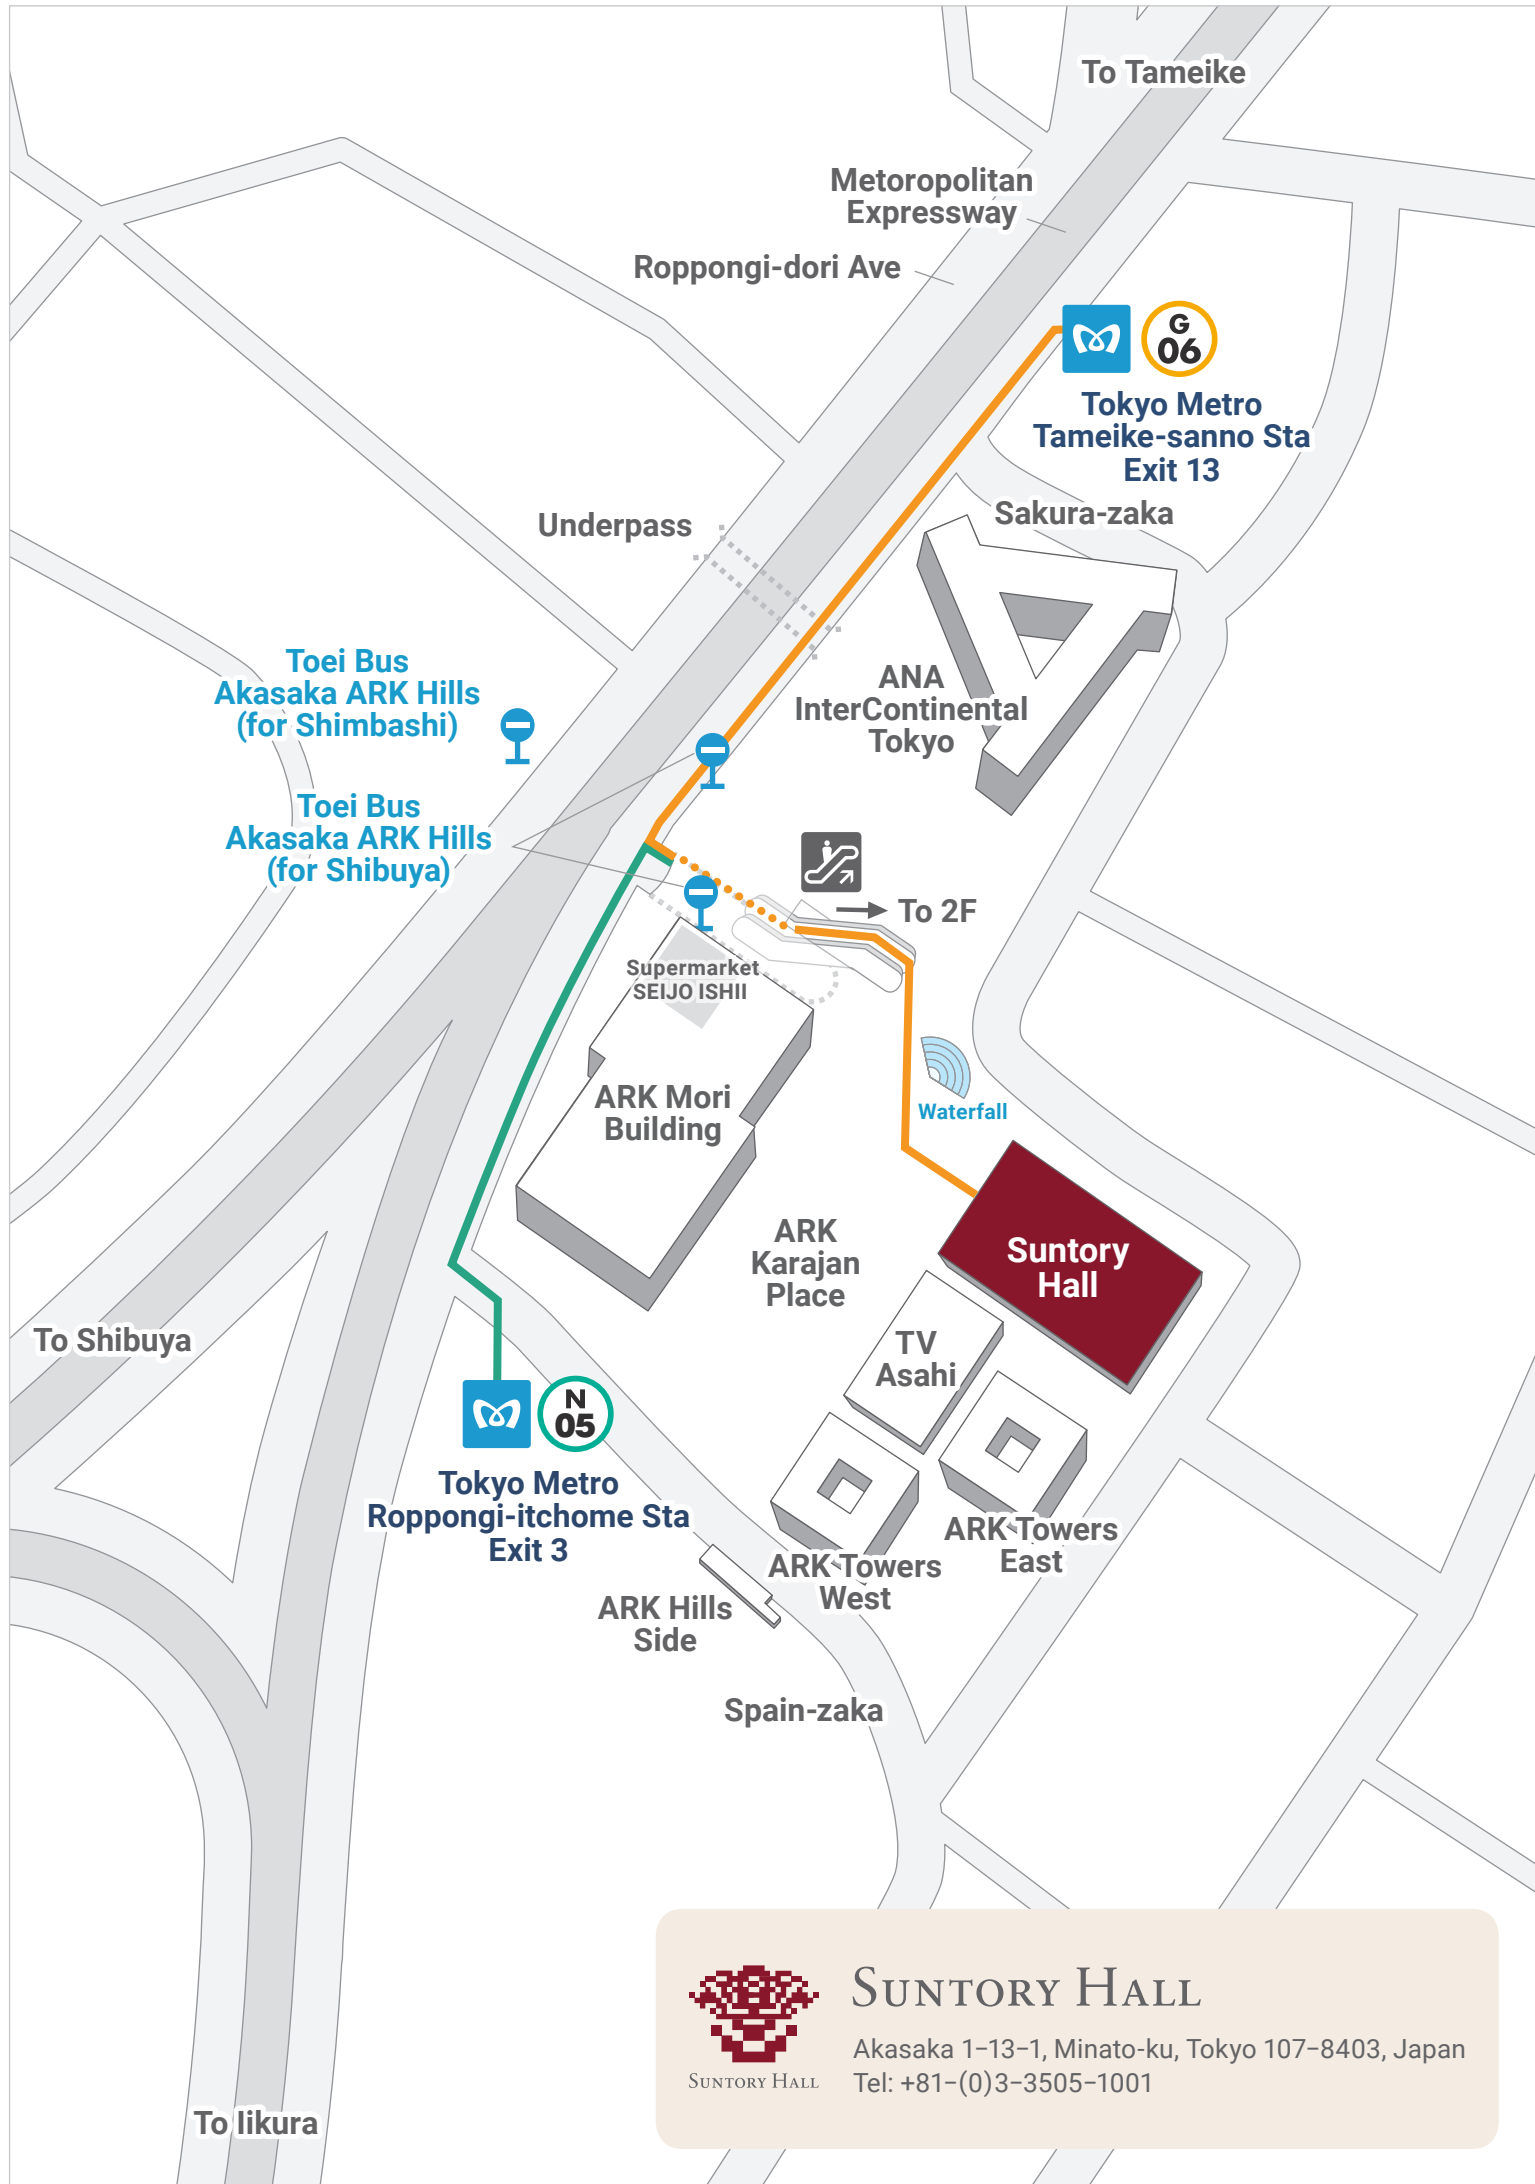 To Tameike
Metoropolitan
Expressway
Roppongi-dori Ave
G
06
Tokyo Metro
Tameike-sanno Sta
Exit 13
Sakura-zaka
Underpass
Toei Bus
Akasaka ARK Hills
(for Shimbashi)
ANA
InterContinental
Tokyo
Toei Bus
Akasaka ARK Hills
(for Shibuya)
To 2F
Supermarket
SEIJO ISHII
ARK Mori
Building
Waterfall
ARK
Karajan
Place
Suntory
Hall
To Shibuya
TV
Asahi
N
05
Tokyo Metro
Roppongi-itchome Sta
Exit 3
ARK Towers
East
ARK Towers
West
ARK Hills
Side
Spain-zaka
SUNTORY HALL
SUNTORY HALL
Akasaka 1−13−1, Minato-ku, Tokyo 107−8403, Japan
Tel: +81−(0)3−3505−1001
To Iikura